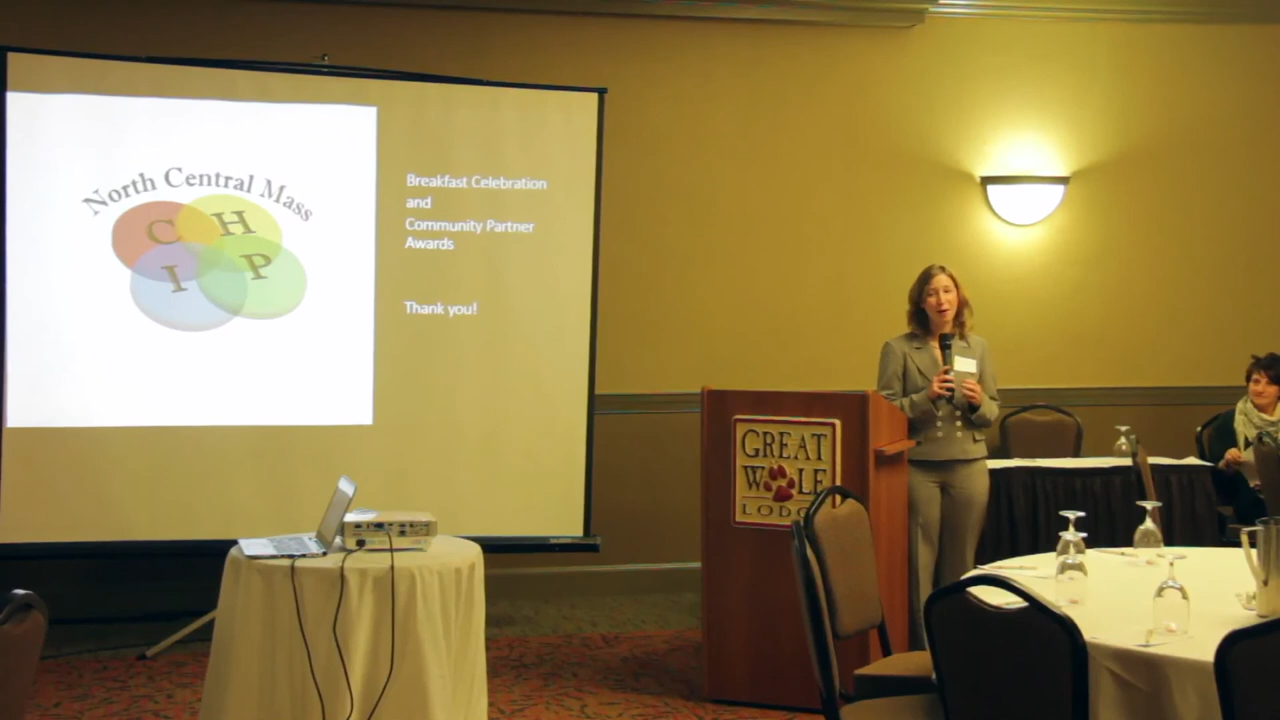 North Central Mass
C H
I P
Breakfast Celebration
and
Community Partner
Awards
Thank you!
GREAT
WOLF
LODGE